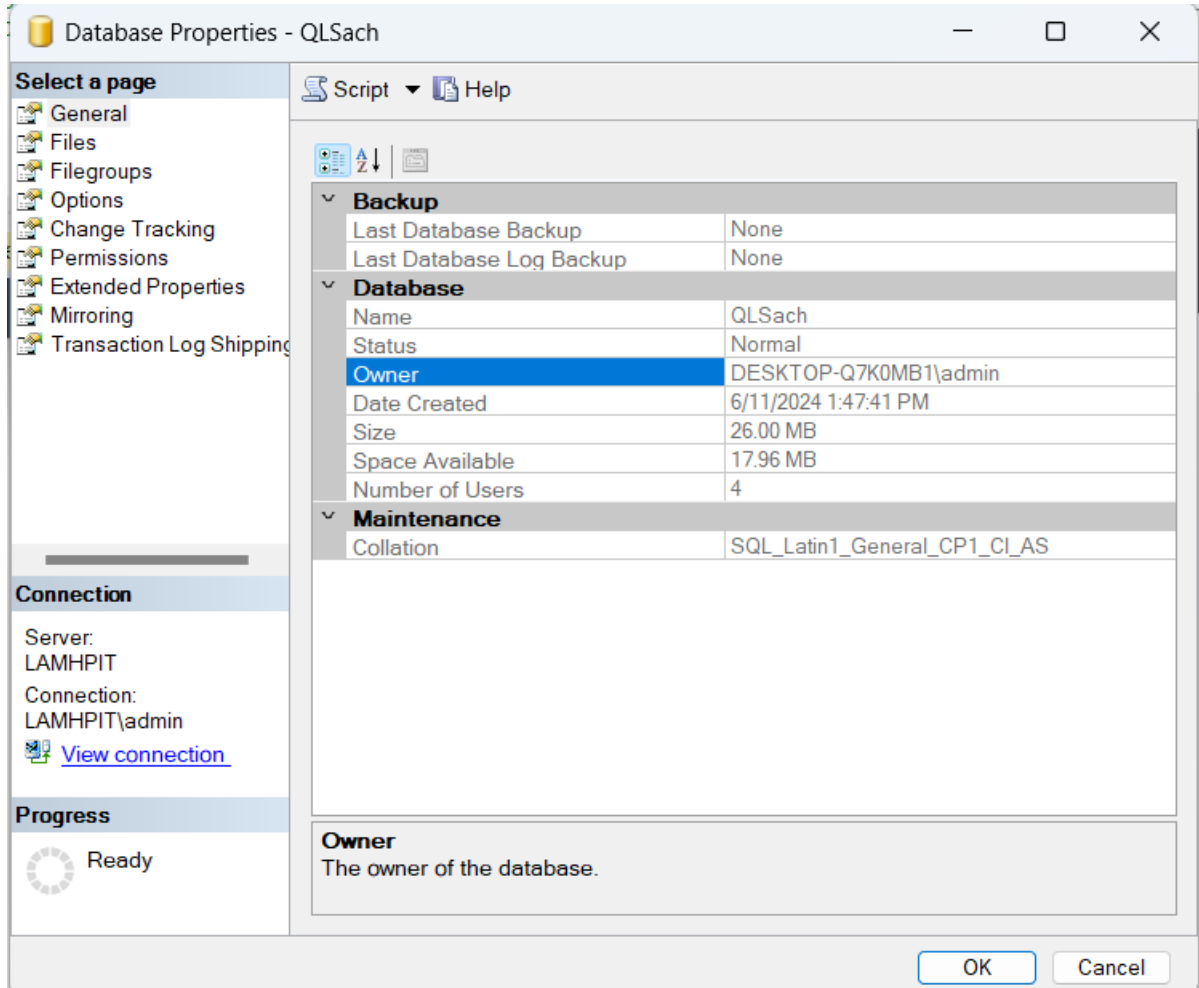 Database Properties - QLSach
Select a page
General
Files
Filegroups
Options
Change Tracking
Permissions
Extended Properties
Mirroring
Transaction Log Shipping
Connection
Server:
LAMHPIT
Connection:
LAMHPIT\admin
View connection
Progress
Ready
Script Help
Backup
Last Database Backup None
Last Database Log Backup None
Database
Name QLSach
Status Normal
Owner DESKTOP-Q7K0MB1\admin
Date Created 6/11/2024 1:47:41 PM
Size 26.00 MB
Space Available 17.96 MB
Number of Users 4
Maintenance
Collation SQL_Latin1_General_CP1_CI_AS
Owner
The owner of the database.
OK Cancel